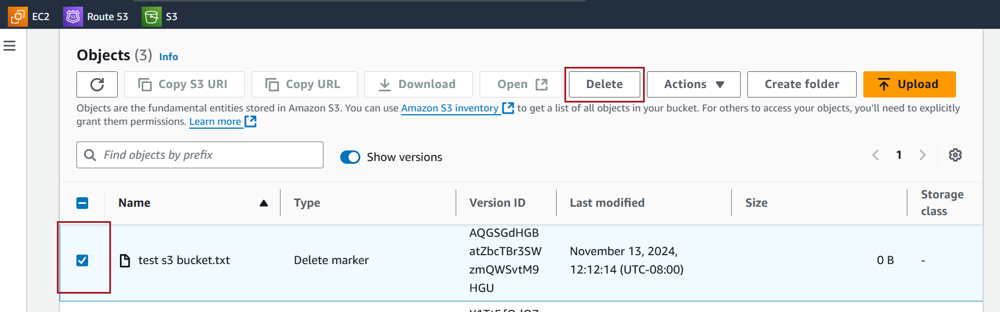 EC2 Route 53 S3
Objects (3) Info
Copy S3 URI Copy URL Download Open Delete Actions Create folder Upload
Objects are the fundamental entities stored in Amazon S3. You can use Amazon S3 inventory to get a list of all objects in your bucket. For others to access your objects, you’ll need to explicitly
grant them permissions. Learn more
Find objects by prefix Show versions 1
Name Type Version ID Last modified Size Storage class
test s3 bucket.txt Delete marker AQGSGdHGB
atZbcTBr3SW
zmQWSvtM9
HGU November 13, 2024,
12:12:14 (UTC-08:00) 0 B -